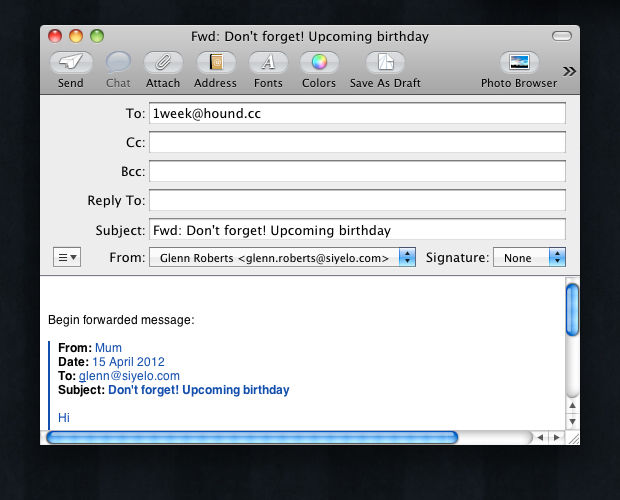 Fwd: Don't forget! Upcoming birthday
Send Chat Attach Address Fonts Colors Save As Draft Photo Browser
To: 1week@hound.cc
Cc:
Bcc:
Reply To:
Subject: Fwd: Don't forget! Upcoming birthday
From: Glenn Roberts <glenn.roberts@siyelo.com> Signature: None
Begin forwarded message:
From: Mum
Date: 15 April 2012
To: glenn@siyelo.com
Subject: Don't forget! Upcoming birthday
Hi